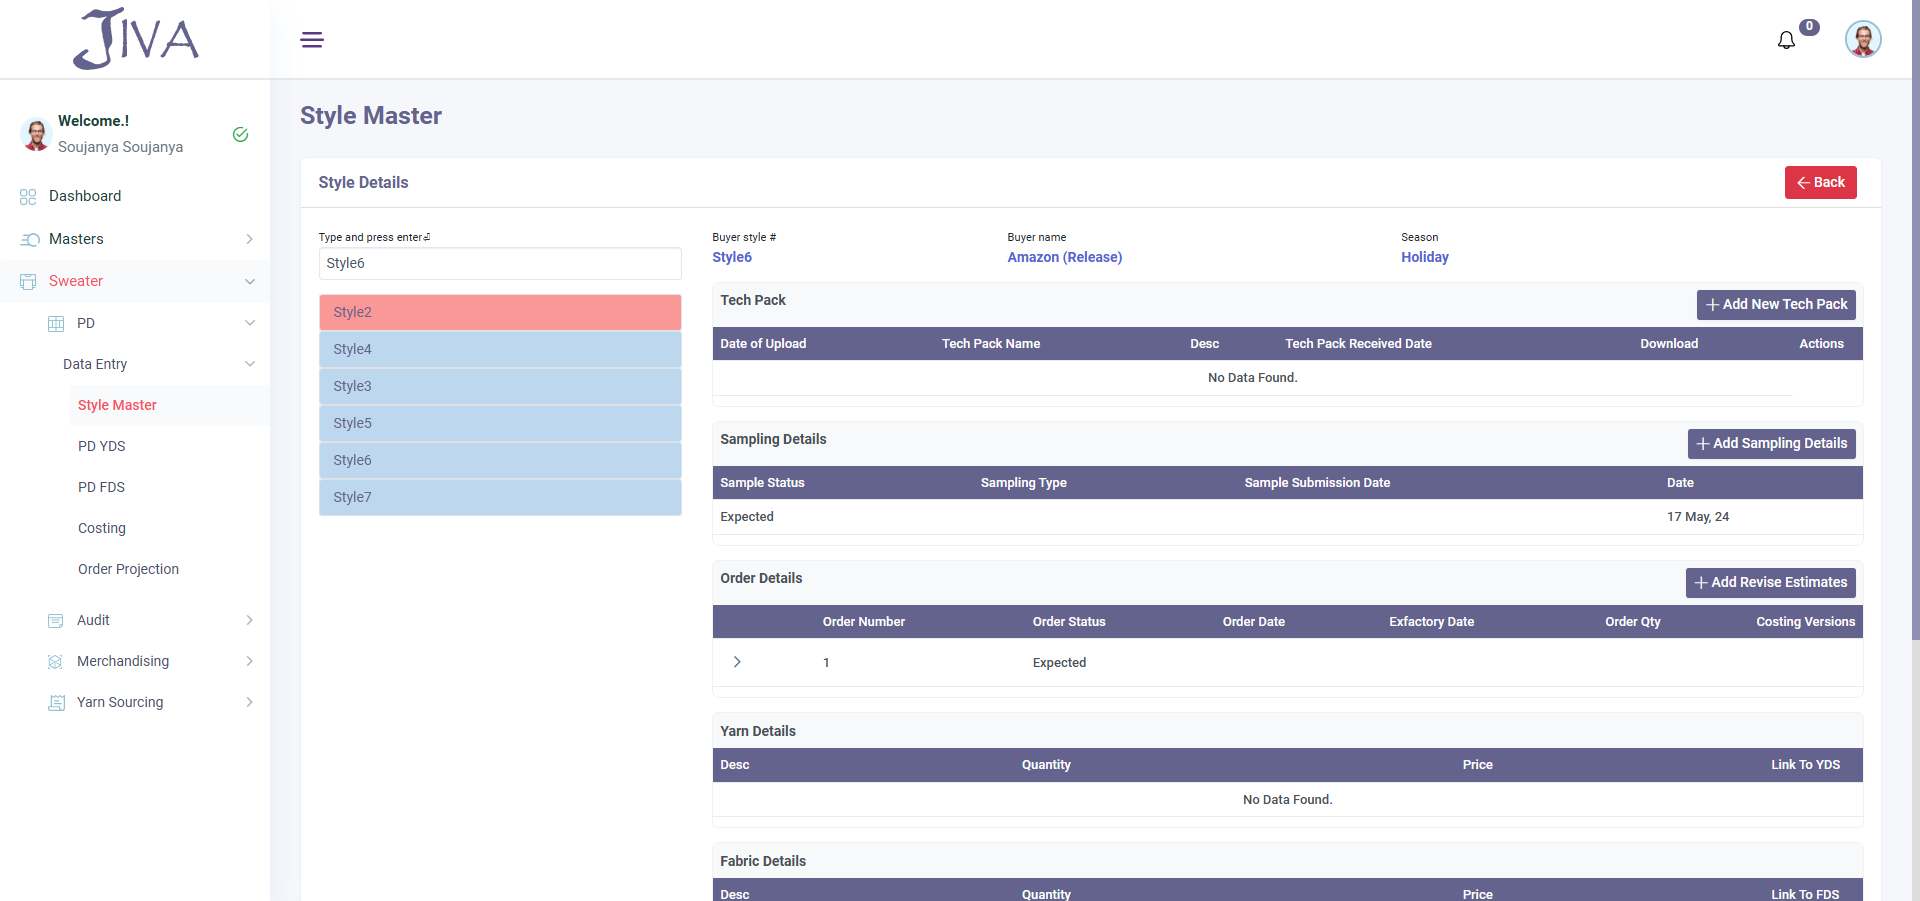 JIVA
0
Welcome.!
Soujanya Soujanya
Dashboard
Masters
Sweater
PD
Data Entry
Style Master
PD YDS
PD FDS
Costing
Order Projection
Audit
Merchandising
Yarn Sourcing
Style Master
Style Details
Back
Type and press enter⏎
Style6
Style2
Style4
Style3
Style5
Style6
Style7
Buyer style # Buyer name Season
Style6 Amazon (Release) Holiday
Tech Pack
Add New Tech Pack
Date of Upload Tech Pack Name Desc Tech Pack Received Date Download Actions
No Data Found.
Sampling Details
Add Sampling Details
Sample Status Sampling Type Sample Submission Date Date
Expected 17 May, 24
Order Details
Add Revise Estimates
Order Number Order Status Order Date Exfactory Date Order Qty Costing Versions
1 Expected
Yarn Details
Desc Quantity Price Link To YDS
No Data Found.
Fabric Details
Desc Quantity Price Link To FDS